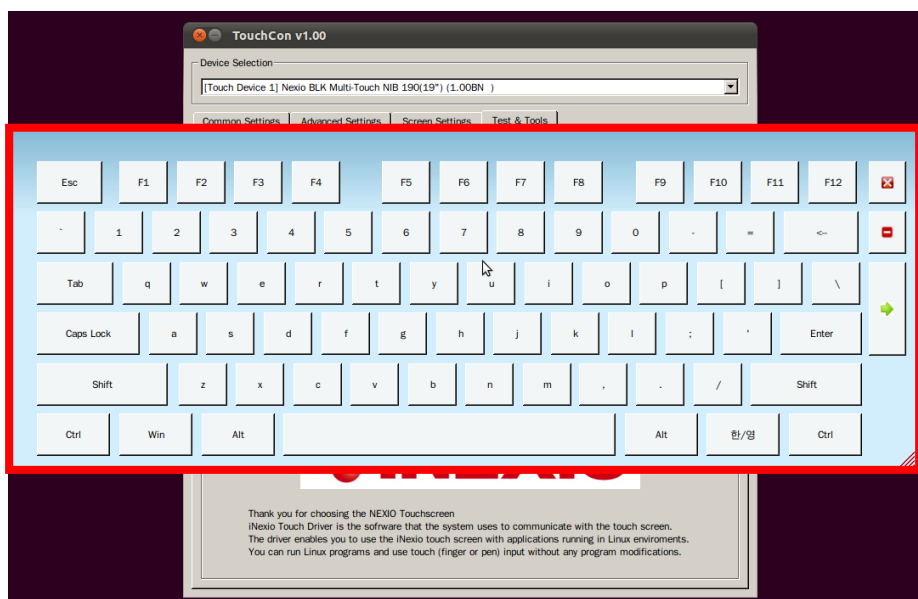 TouchCon v1.00
Device Selection
[Touch Device 1] Nexio BLK Multi-Touch NIB 190(19") (1.00BN )
Common Settings Advanced Settings Screen Settings Test & Tools
Esc F1 F2 F3 F4 F5 F6 F7 F8 F9 F10 F11 F12
` 1 2 3 4 5 6 7 8 9 0 - = <--
Tab q w e r t y u i o p [ ] \
Caps Lock a s d f g h j k l ; ' Enter
Shift z x c v b n m , . / Shift
Ctrl Win Alt Alt 한/영 Ctrl
iNEXIO
Thank you for choosing the NEXIO Touchscreen
iNexio Touch Driver is the sofrware that the system uses to communicate with the touch screen.
The driver enables you to use the iNexio touch screen with applications running in Linux enviroments.
You can run Linux programs and use touch (finger or pen) input without any program modifications.